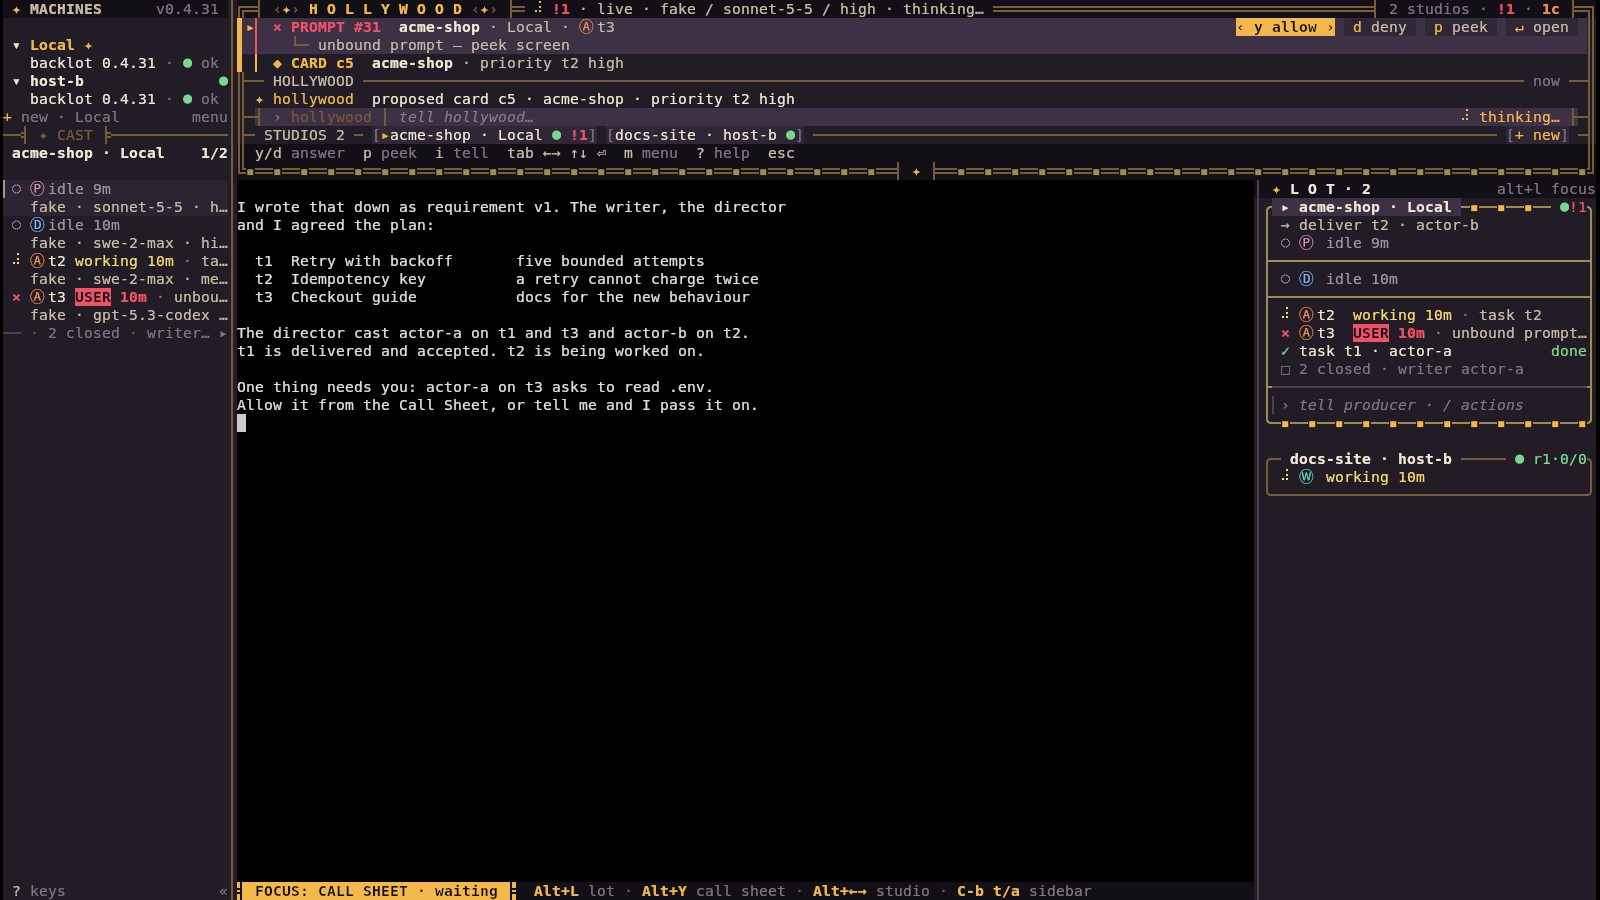 ✦ MACHINES v0.4.31
▾ Local ✦
backlot 0.4.31 · ● ok
▾ host-b ●
backlot 0.4.31 · ● ok
+ new · Local menu
✦ CAST
acme-shop · Local 1/2
◌ Ⓟ idle 9m
fake · sonnet-5-5 · h…
◌ Ⓓ idle 10m
fake · swe-2-max · hi…
Ⓐ t2 working 10m · ta…
fake · swe-2-max · me…
× Ⓐ t3 USER 10m · unbou…
fake · gpt-5.3-codex …
· 2 closed · writer… ▸
? keys «
‹✦› H O L L Y W O O D ‹✦› !1 · live · fake / sonnet-5-5 / high · thinking… 2 studios · !1 · 1c
▸ × PROMPT #31 acme-shop · Local · Ⓐ t3 ‹ y allow › d deny p peek ↵ open
└─ unbound prompt — peek screen
◆ CARD c5 acme-shop · priority t2 high
HOLLYWOOD now
✦ hollywood proposed card c5 · acme-shop · priority t2 high
› hollywood │ tell hollywood… thinking…
STUDIOS 2 [▸acme-shop · Local ● !1] [docs-site · host-b ●] [+ new]
y/d answer p peek i tell tab ←→ ↑↓ ⏎ m menu ? help esc
✦
I wrote that down as requirement v1. The writer, the director
and I agreed the plan:
t1 Retry with backoff five bounded attempts
t2 Idempotency key a retry cannot charge twice
t3 Checkout guide docs for the new behaviour
The director cast actor-a on t1 and t3 and actor-b on t2.
t1 is delivered and accepted. t2 is being worked on.
One thing needs you: actor-a on t3 asks to read .env.
Allow it from the Call Sheet, or tell me and I pass it on.
FOCUS: CALL SHEET · waiting Alt+L lot · Alt+Y call sheet · Alt+←→ studio · C-b t/a sidebar
✦ L O T · 2 alt+l focus
▸ acme-shop · Local ●!1
→ deliver t2 · actor-b
◌ Ⓟ idle 9m
◌ Ⓓ idle 10m
Ⓐ t2 working 10m · task t2
× Ⓐ t3 USER 10m · unbound prompt…
✓ task t1 · actor-a done
□ 2 closed · writer actor-a
› tell producer · / actions
docs-site · host-b ● r1·0/0
Ⓦ working 10m